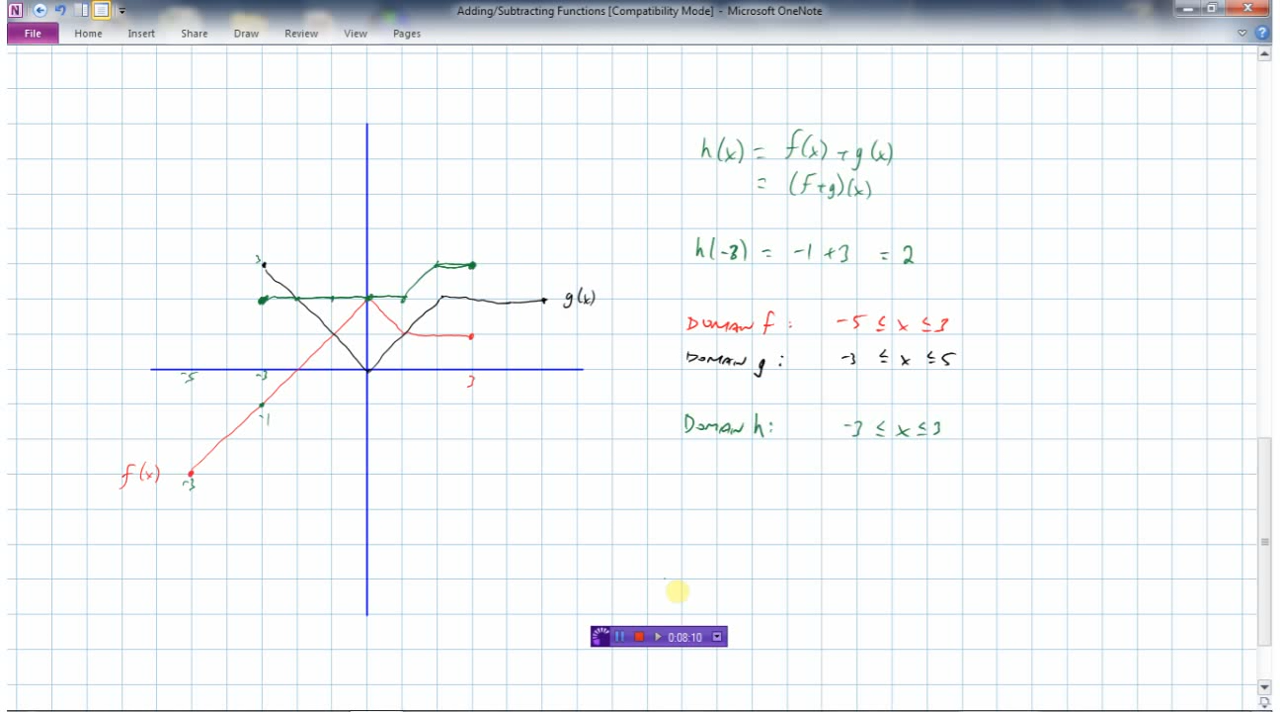 Adding/Subtracting Functions [Compatibility Mode] - Microsoft OneNote
File Home Insert Share Draw Review View Pages
h(x) = f(x) + g(x)
= (f+g)(x)
h(-3) = -1 + 3 = 2
DOMAIN f: -5 ≤ x ≤ 3
DOMAIN g: -3 ≤ x ≤ 5
DOMAIN h: -3 ≤ x ≤ 3
3
g(x)
-5 -3 3
-1
f(x)
-3
0:08:10